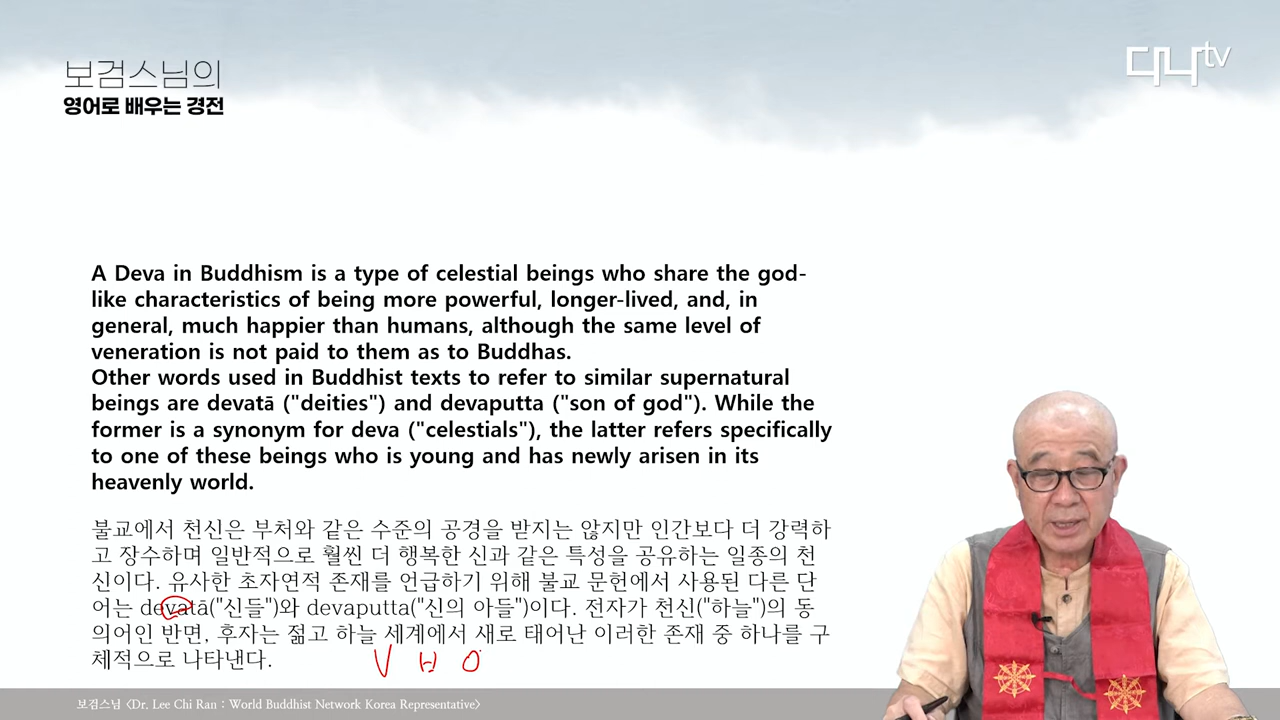 보검스님의
영어로 배우는 경전
디나tv
A Deva in Buddhism is a type of celestial beings who share the god-
like characteristics of being more powerful, longer-lived, and, in
general, much happier than humans, although the same level of
veneration is not paid to them as to Buddhas.
Other words used in Buddhist texts to refer to similar supernatural
beings are devatā ("deities") and devaputta ("son of god"). While the
former is a synonym for deva ("celestials"), the latter refers specifically
to one of these beings who is young and has newly arisen in its
heavenly world.
불교에서 천신은 부처와 같은 수준의 공경을 받지는 않지만 인간보다 더 강력하
고 장수하며 일반적으로 훨씬 더 행복한 신과 같은 특성을 공유하는 일종의 천
신이다. 유사한 초자연적 존재를 언급하기 위해 불교 문헌에서 사용된 다른 단
어는 devatā("신들")와 devaputta("신의 아들")이다. 전자가 천신("하늘")의 동
의어인 반면, 후자는 젊고 하늘 세계에서 새로 태어난 이러한 존재 중 하나를 구
체적으로 나타낸다.
V H O
보검스님 <Dr. Lee Chi Ran : World Buddhist Network Korea Representative>